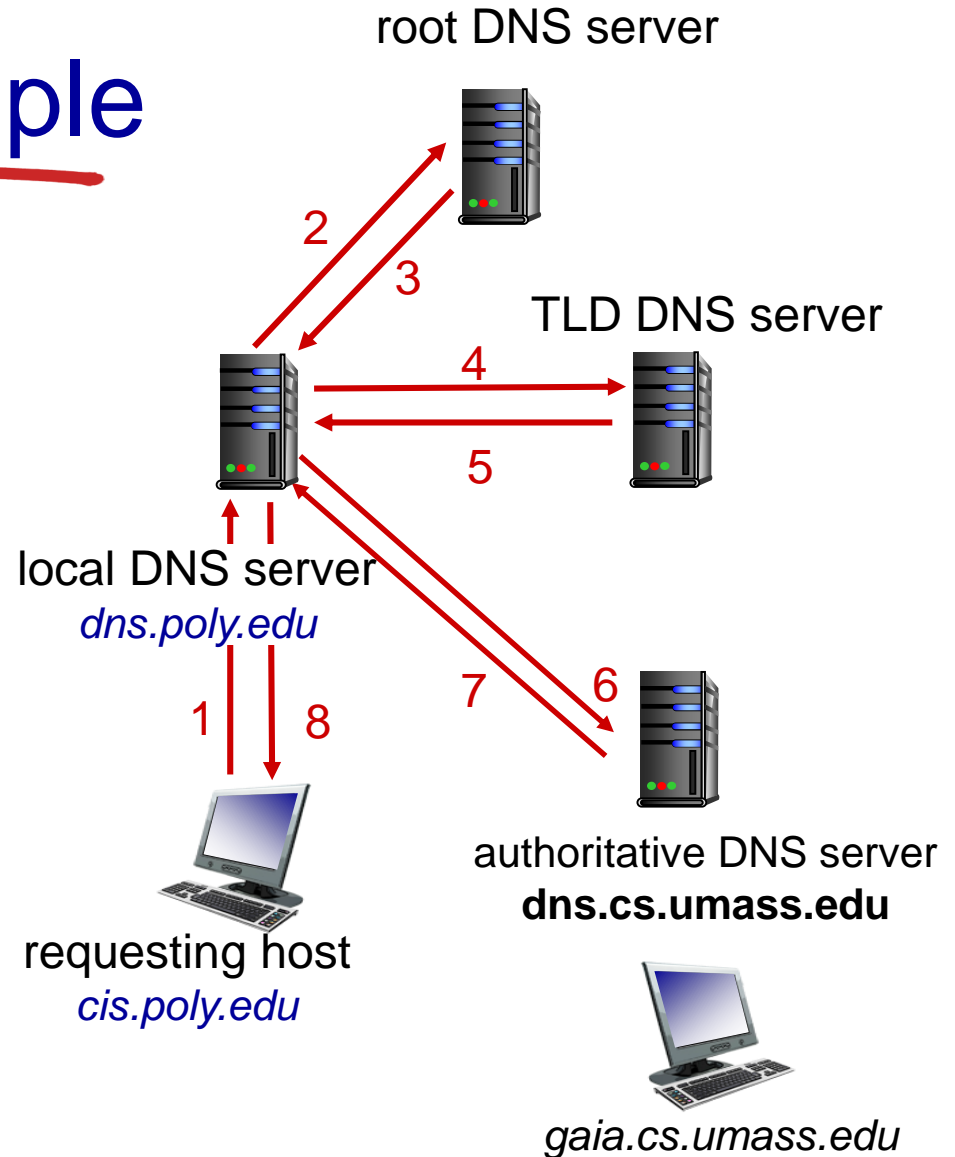 root DNS server
ple
2
3
TLD DNS server
4
5
local DNS server
dns.poly.edu
1
8
7
6
authoritative DNS server
dns.cs.umass.edu
requesting host
cis.poly.edu
gaia.cs.umass.edu